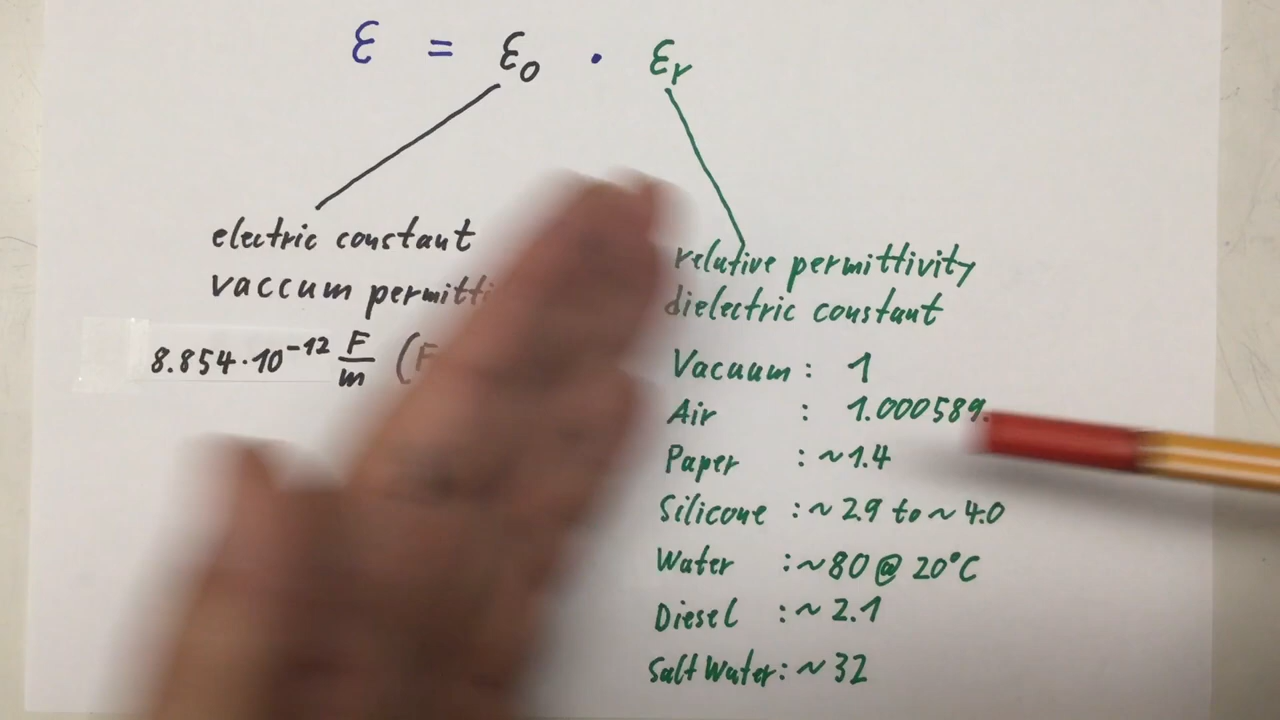 ε = ε₀ · εᵣ
electric constant
vaccum
8.854·10⁻¹² F/m (F
relative permittivity
dielectric constant
Vacuum : 1
Air : 1.000589
Paper : ~1.4
Silicone : ~ 2.9 to ~ 4.0
Water : ~80 @ 20°C
Diesel : ~ 2.1
Salt Water : ~ 32